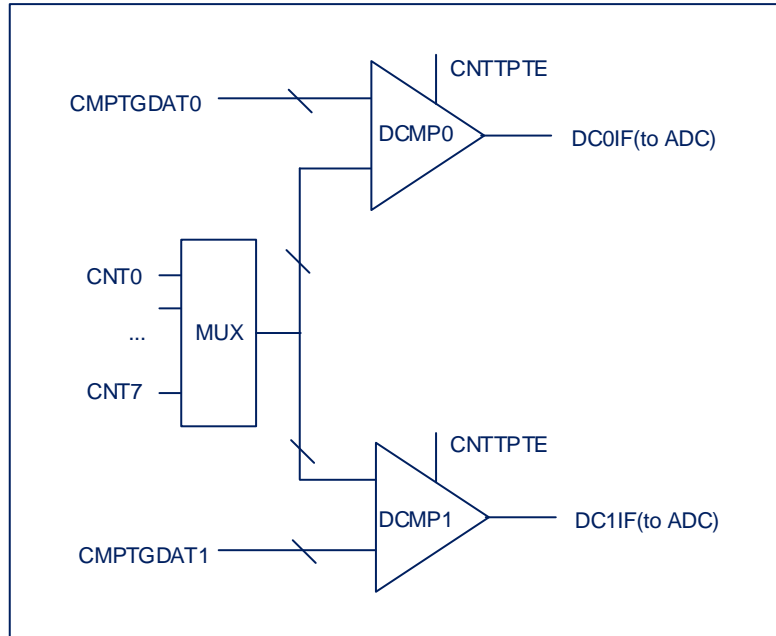 CNTTPTE
CMPTGDAT0
DCMP0
DC0IF(to ADC)
CNT0
...
MUX
CNT7
CNTTPTE
DCMP1
DC1IF(to ADC)
CMPTGDAT1